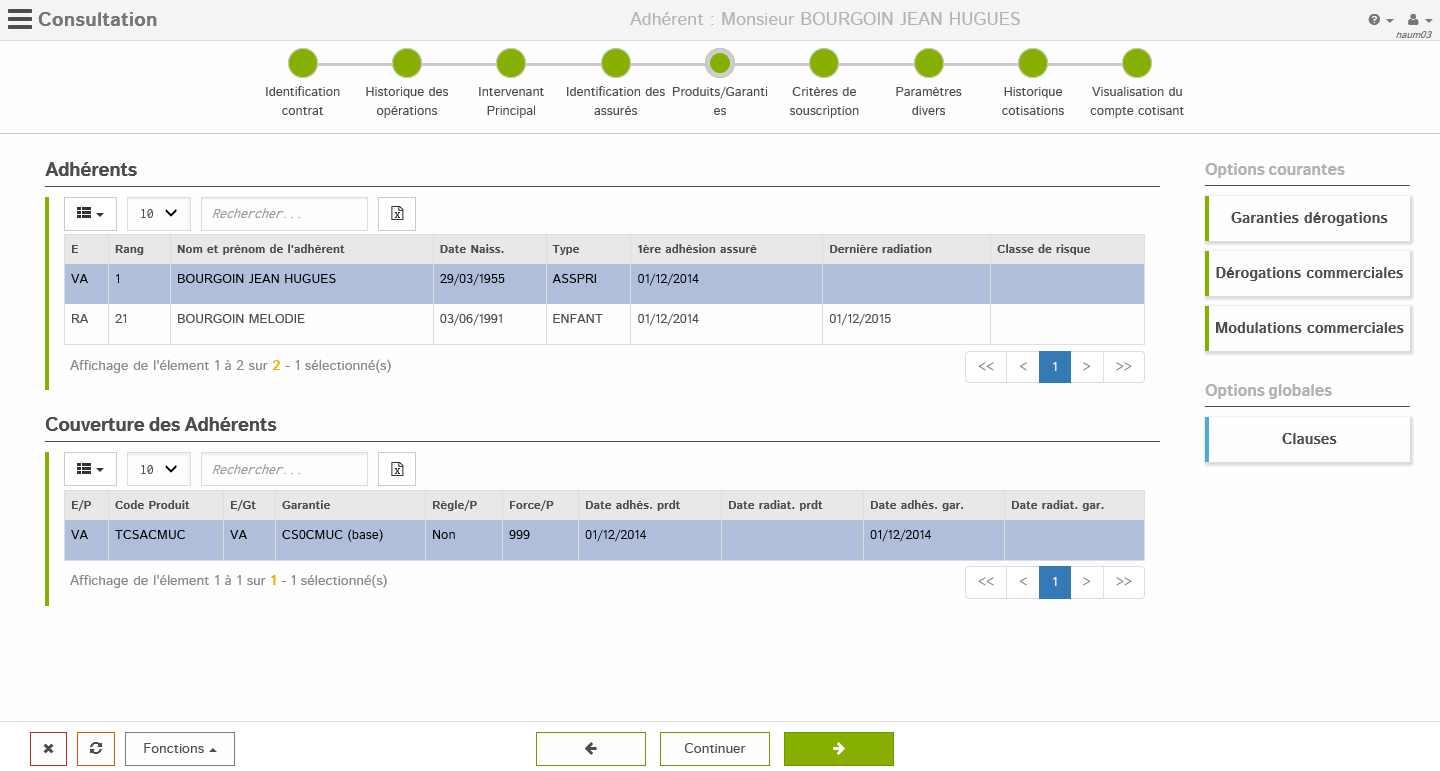 Consultation
Adhérent : Monsieur BOURGOIN JEAN HUGUES
haum03
Identification contrat
Historique des opérations
Intervenant Principal
Identification des assurés
Produits/Garanti es
Critères de souscription
Paramètres divers
Historique cotisations
Visualisation du compte cotisant
Adhérents
10 Rechercher...
E Rang Nom et prénom de l'adhérent Date Naiss. Type 1ère adhésion assuré Dernière radiation Classe de risque
VA 1 BOURGOIN JEAN HUGUES 29/03/1955 ASSPRI 01/12/2014
RA 21 BOURGOIN MELODIE 03/06/1991 ENFANT 01/12/2014 01/12/2015
Affichage de l'élement 1 à 2 sur 2 - 1 sélectionné(s)
<< < 1 > >>
Couverture des Adhérents
10 Rechercher...
E/P Code Produit E/Gt Garantie Règle/P Force/P Date adhés. prdt Date radiat. prdt Date adhés. gar. Date radiat. gar.
VA TCSACMUC VA CS0CMUC (base) Non 999 01/12/2014 01/12/2014
Affichage de l'élement 1 à 1 sur 1 - 1 sélectionné(s)
<< < 1 > >>
Options courantes
Garanties dérogations
Dérogations commerciales
Modulations commerciales
Options globales
Clauses
Fonctions
Continuer